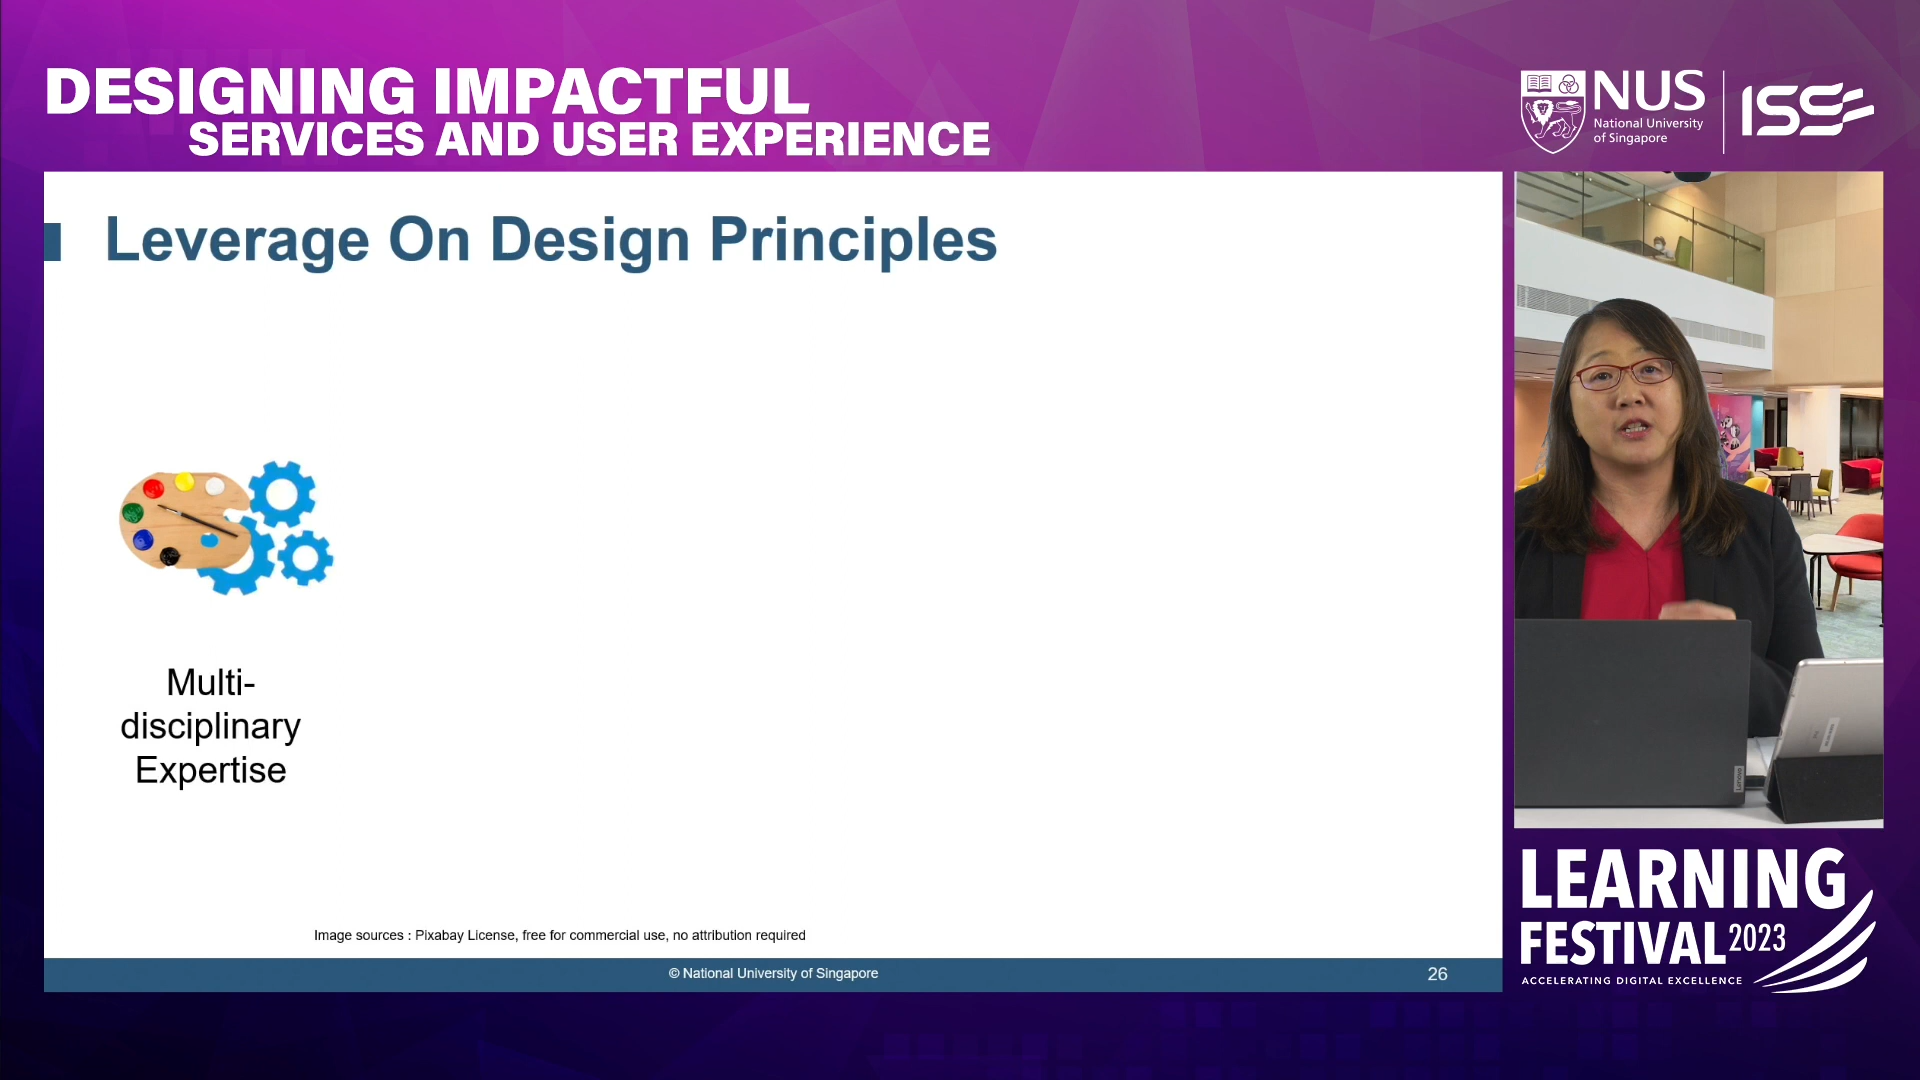 DESIGNING IMPACTFUL
SERVICES AND USER EXPERIENCE
NUS
National University
of Singapore
ISS
Leverage On Design Principles
Multi-
disciplinary
Expertise
Image sources : Pixabay License, free for commercial use, no attribution required
© National University of Singapore
26
Lenovo
LEARNING
FESTIVAL 2023
ACCELERATING DIGITAL EXCELLENCE